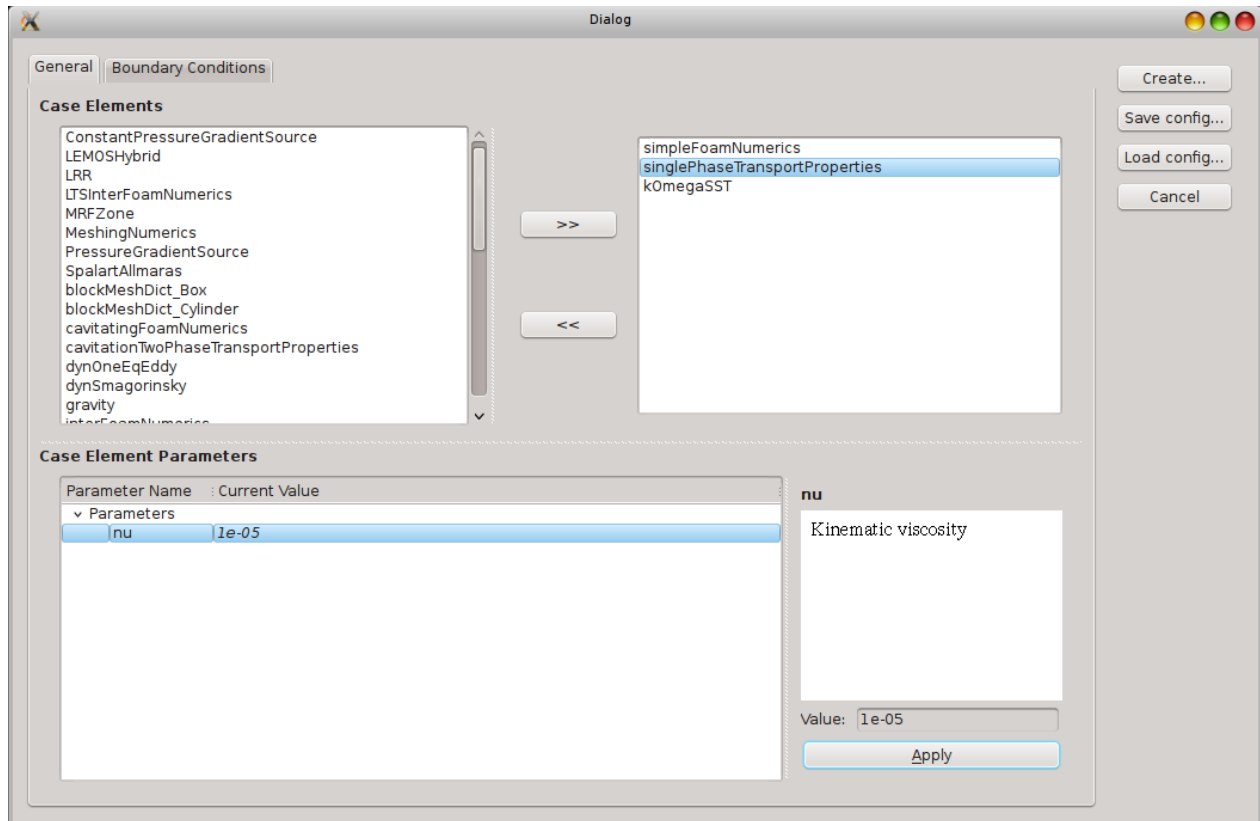 Dialog
General
Boundary Conditions
Create...
Save config...
Load config...
Cancel
Case Elements
ConstantPressureGradientSource
LEMOSHybrid
LRR
LTSInterFoamNumerics
MRFZone
MeshingNumerics
PressureGradientSource
SpalartAllmaras
blockMeshDict_Box
blockMeshDict_Cylinder
cavitatingFoamNumerics
cavitationTwoPhaseTransportProperties
dynOneEqEddy
dynSmagorinsky
gravity
interFoamNumerics
>>
<<
simpleFoamNumerics
singlePhaseTransportProperties
kOmegaSST
Case Element Parameters
Parameter Name Current Value
Parameters
nu 1e-05
nu
Kinematic viscosity
Value: 1e-05
Apply